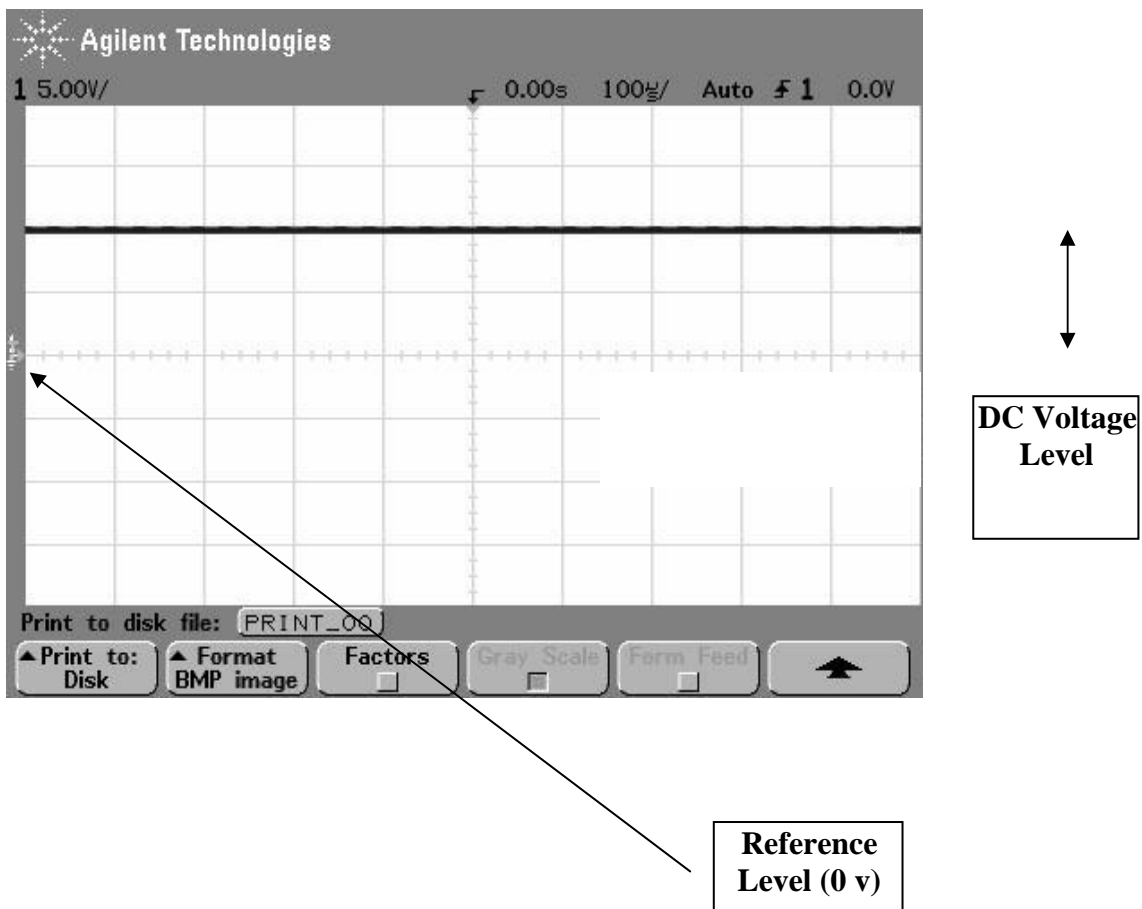 Agilent Technologies
1 5.00V/ 0.00s 100µs/ Auto 1 0.0V
DC Voltage
Level
Print to disk file: PRINT_00
Print to:
Disk
Format
BMP image
Factors
Gray Scale
Form Feed
Reference
Level (0 v)